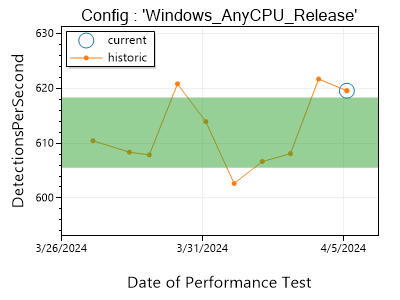 Config : 'Windows_AnyCPU_Release'
current
historic
DetectionsPerSecond
630
620
610
600
3/26/2024
3/31/2024
4/5/2024
Date of Performance Test